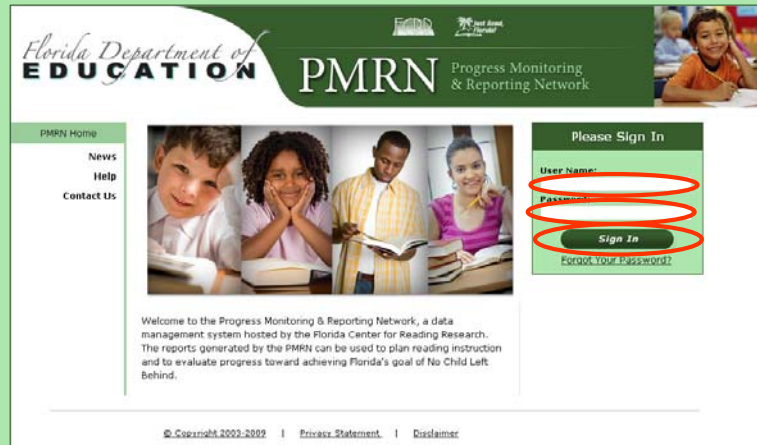 FCRR
Just Read,
Florida!
Florida Department of
EDUCATION
PMRN
Progress Monitoring
& Reporting Network
PMRN Home
News
Help
Contact Us
Please Sign In
User Name:
Password:
Sign In
Forgot Your Password?
Welcome to the Progress Monitoring & Reporting Network, a data
management system hosted by the Florida Center for Reading Research.
The reports generated by the PMRN can be used to plan reading instruction
and to evaluate progress toward achieving Florida's goal of No Child Left
Behind.
© Copyright 2003-2009 | Privacy Statement | Disclaimer